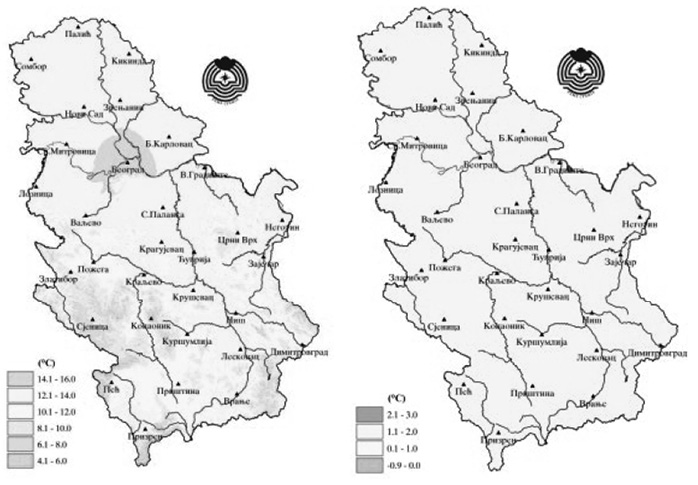 Палић
Сомбор
Кикинда
Нови Сад
Зрењанин
Б.Карловац
С.Митровица
Београд
В.Градиште
Лозница
Ваљево
С.Паланка
Неготин
Црни Врх
Крагујевац
Ћуприја
Зајечар
Пожега
Златибор
Краљево
Крушевац
Ниш
Сјеница
Копаоник
Куршумлија
Димитровград
Лесковац
Пећ
Приштина
Врање
Призрен
(°C)
14.1 - 16.0
12.1 - 14.0
10.1 - 12.0
8.1 - 10.0
6.1 - 8.0
4.1 - 6.0
Палић
Сомбор
Кикинда
Нови Сад
Зрењанин
Б.Карловац
С.Митровица
Београд
В.Градиште
Лозница
Ваљево
С.Паланка
Неготин
Црни Врх
Крагујевац
Ћуприја
Зајечар
Пожега
Златибор
Краљево
Крушевац
Ниш
Сјеница
Копаоник
Куршумлија
Димитровград
Лесковац
Пећ
Приштина
Врање
Призрен
(°C)
2.1 - 3.0
1.1 - 2.0
0.1 - 1.0
-0.9 - 0.0